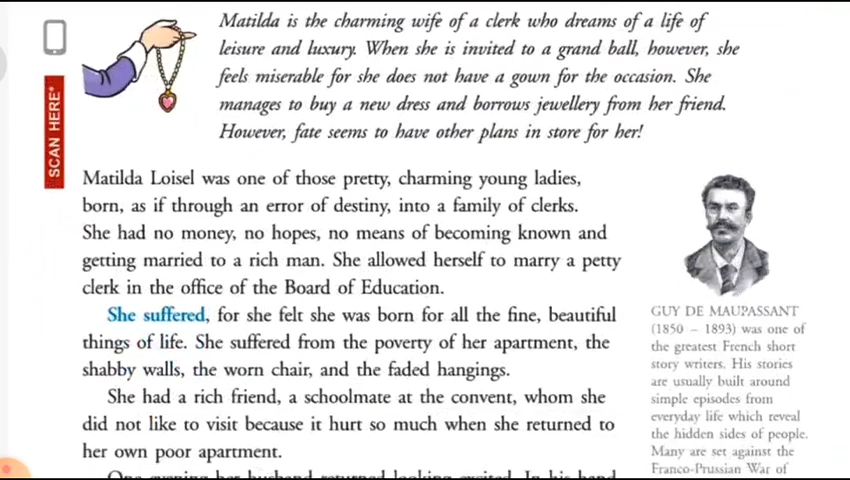 Matilda is the charming wife of a clerk who dreams of a life of
leisure and luxury. When she is invited to a grand ball, however, she
feels miserable for she does not have a gown for the occasion. She
manages to buy a new dress and borrows jewellery from her friend.
However, fate seems to have other plans in store for her!
SCAN HERE*
Matilda Loisel was one of those pretty, charming young ladies,
born, as if through an error of destiny, into a family of clerks.
She had no money, no hopes, no means of becoming known and
getting married to a rich man. She allowed herself to marry a petty
clerk in the office of the Board of Education.
She suffered, for she felt she was born for all the fine, beautiful
things of life. She suffered from the poverty of her apartment, the
shabby walls, the worn chair, and the faded hangings.
She had a rich friend, a schoolmate at the convent, whom she
did not like to visit because it hurt so much when she returned to
her own poor apartment.
One evening her husband returned looking excited. In his hand
GUY DE MAUPASSANT
(1850 – 1893) was one of
the greatest French short
story writers. His stories
are usually built around
simple episodes from
everyday life which reveal
the hidden sides of people.
Many are set against the
Franco-Prussian War of